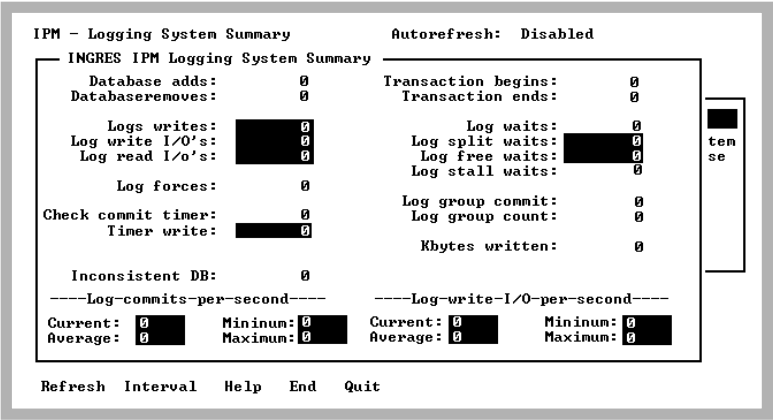 IPM - Logging System Summary Autorefresh: Disabled
INGRES IPM Logging System Summary
Database adds: 0 Transaction begins: 0
Databaseremoves: 0 Transaction ends: 0
Logs writes: 0 Log waits: 0
Log write I/O's: 0 Log split waits: 0 tem
Log read I/o's: 0 Log free waits: 0 se
Log stall waits: 0
Log forces: 0
Log group commit: 0
Check commit timer: 0 Log group count: 0
Timer write: 0
Kbytes written: 0
Inconsistent DB: 0
----Log-commits-per-second---- ----Log-write-I/O-per-second----
Current: 0 Mininum: 0 Current: 0 Mininum: 0
Average: 0 Maximum: 0 Average: 0 Maximum: 0
Refresh Interval Help End Quit